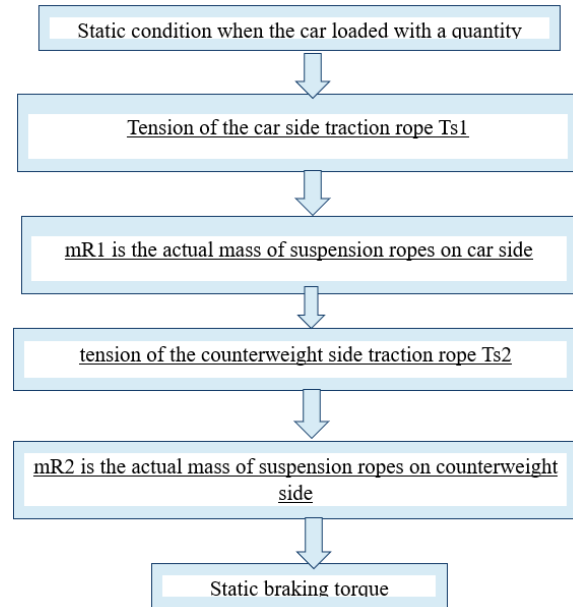 Static condition when the car loaded with a quantity
Tension of the car side traction rope Ts1
mR1 is the actual mass of suspension ropes on car side
tension of the counterweight side traction rope Ts2
mR2 is the actual mass of suspension ropes on counterweight
side
Static braking torque